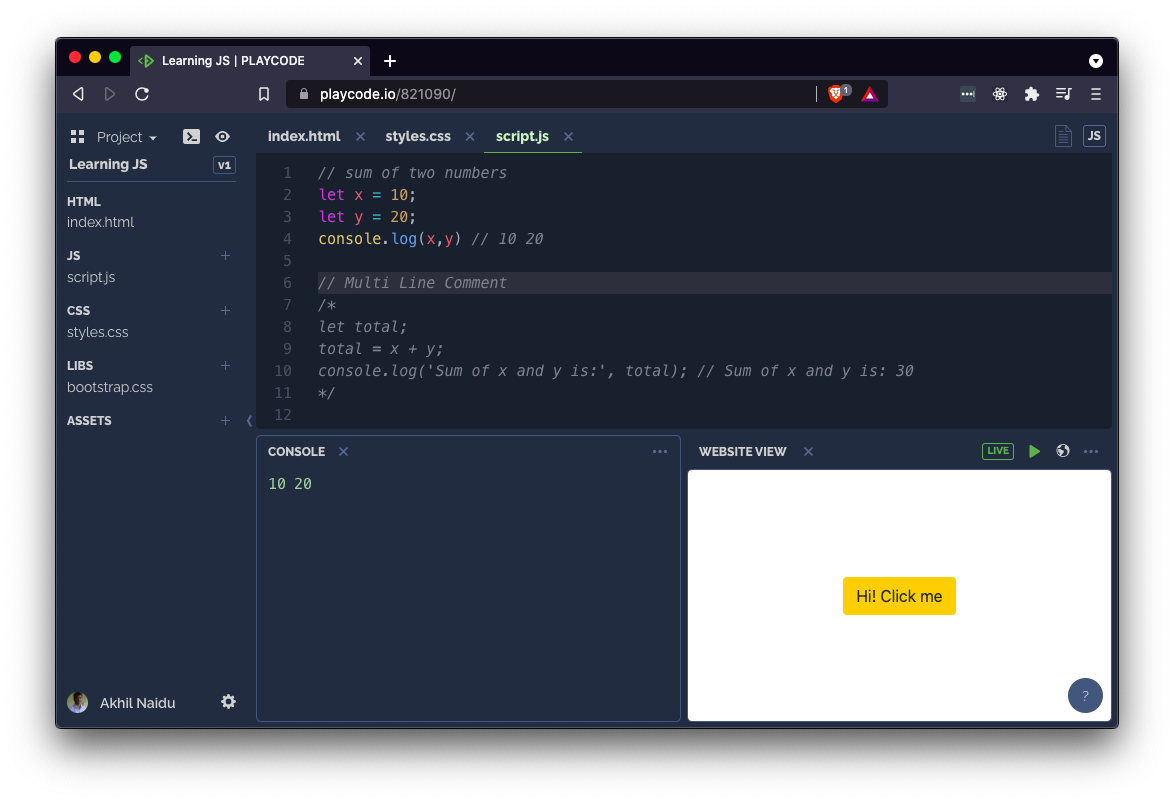 Learning JS | PLAYCODE
playcode.io/821090/
1
Project
Learning JS
v1
HTML
index.html
JS
script.js
CSS
styles.css
LIBS
bootstrap.css
ASSETS
Akhil Naidu
index.html
styles.css
script.js
JS
1 // sum of two numbers
2 let x = 10;
3 let y = 20;
4 console.log(x,y) // 10 20
5
6 // Multi Line Comment
7 /*
8 let total;
9 total = x + y;
10 console.log('Sum of x and y is:', total); // Sum of x and y is: 30
11 */
12
CONSOLE
10 20
WEBSITE VIEW
LIVE
Hi! Click me
?